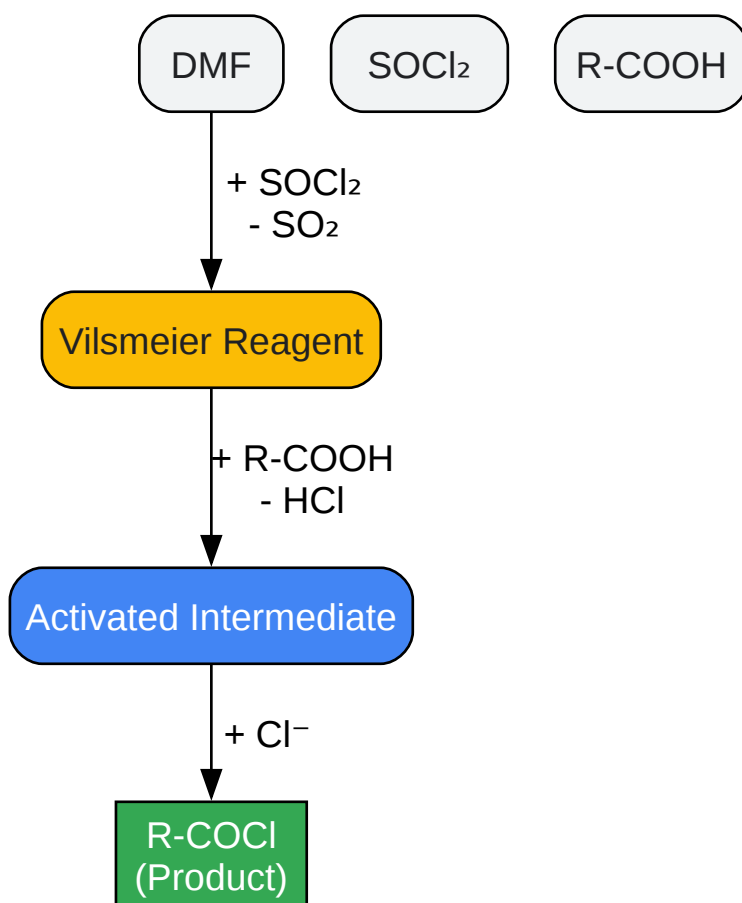 DMF
SOCl₂
R-COOH
+ SOCl₂
- SO₂
Vilsmeier Reagent
+ R-COOH
- HCl
Activated Intermediate
+ Cl⁻
R-COCl
(Product)